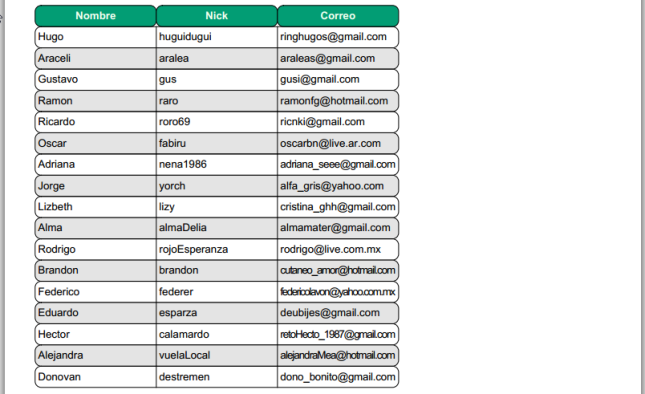 Nombre Nick Correo
Hugo huguidugui ringhugos@gmail.com
Araceli aralea araleas@gmail.com
Gustavo gus gusi@gmail.com
Ramon raro ramonfg@hotmail.com
Ricardo roro69 ricnki@gmail.com
Oscar fabiru oscarbn@live.ar.com
Adriana nena1986 adriana_seee@gmail.com
Jorge yorch alfa_gris@yahoo.com
Lizbeth lizy cristina_ghh@gmail.com
Alma almaDelia almamater@gmail.com
Rodrigo rojoEsperanza rodrigo@live.com.mx
Brandon brandon cutaneo_amor@hotmail.com
Federico federer federicolavon@yahoo.com.mx
Eduardo esparza deubijes@gmail.com
Hector calamardo retoHecto_1987@gmail.com
Alejandra vuelaLocal alejandraMea@hotmail.com
Donovan destremen dono_bonito@gmail.com